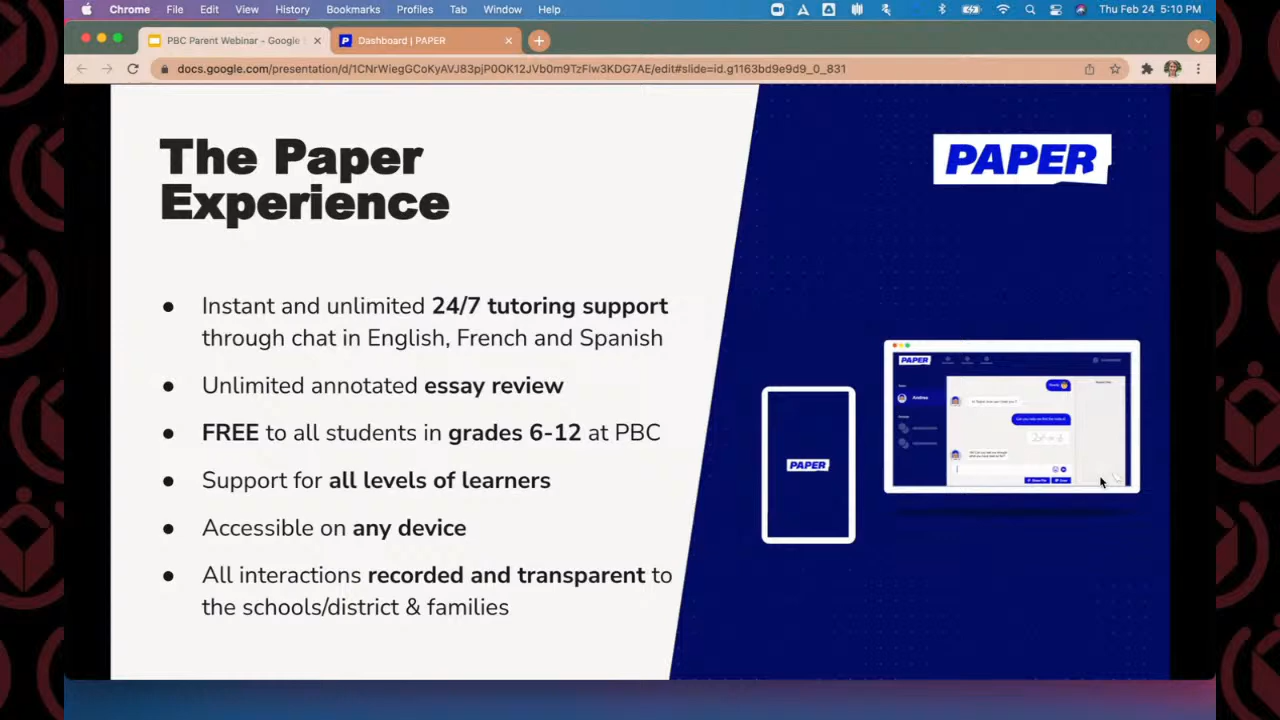 Chrome File Edit View History Bookmarks Profiles Tab Window Help Thu Feb 24 5:10 PM
PBC Parent Webinar - Google Dashboard | PAPER
docs.google.com/presentation/d/1CNrWiegGCoKyAVJ83pjP0OK12JVb0m9TzFlw3KDG7AE/edit#slide=id.g1163bd9e9d9_0_831
The Paper
Experience
PAPER
Instant and unlimited 24/7 tutoring support
through chat in English, French and Spanish
Unlimited annotated essay review
FREE to all students in grades 6-12 at PBC
Support for all levels of learners
Accessible on any device
All interactions recorded and transparent to
the schools/district & families
PAPER
PAPER
Andrea